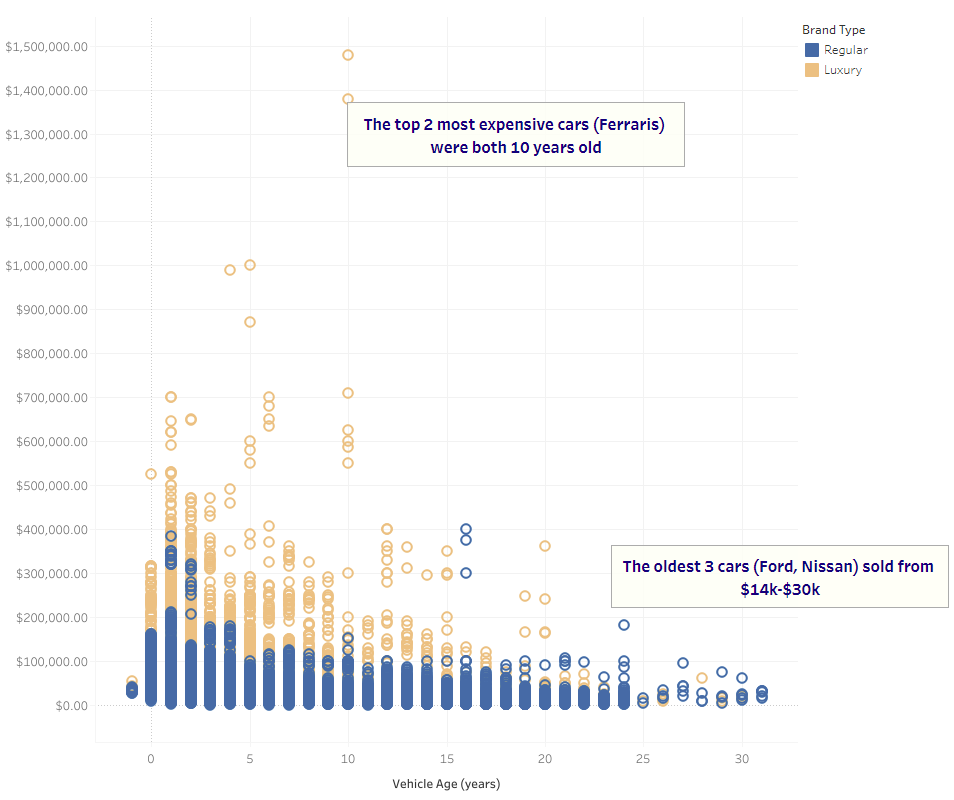 Brand Type
Regular
Luxury
$1,500,000.00
$1,400,000.00
$1,300,000.00
$1,200,000.00
$1,100,000.00
$1,000,000.00
$900,000.00
$800,000.00
$700,000.00
$600,000.00
$500,000.00
$400,000.00
$300,000.00
$200,000.00
$100,000.00
$0.00
The top 2 most expensive cars (Ferraris)
were both 10 years old
The oldest 3 cars (Ford, Nissan) sold from
$14k-$30k
0 5 10 15 20 25 30
Vehicle Age (years)